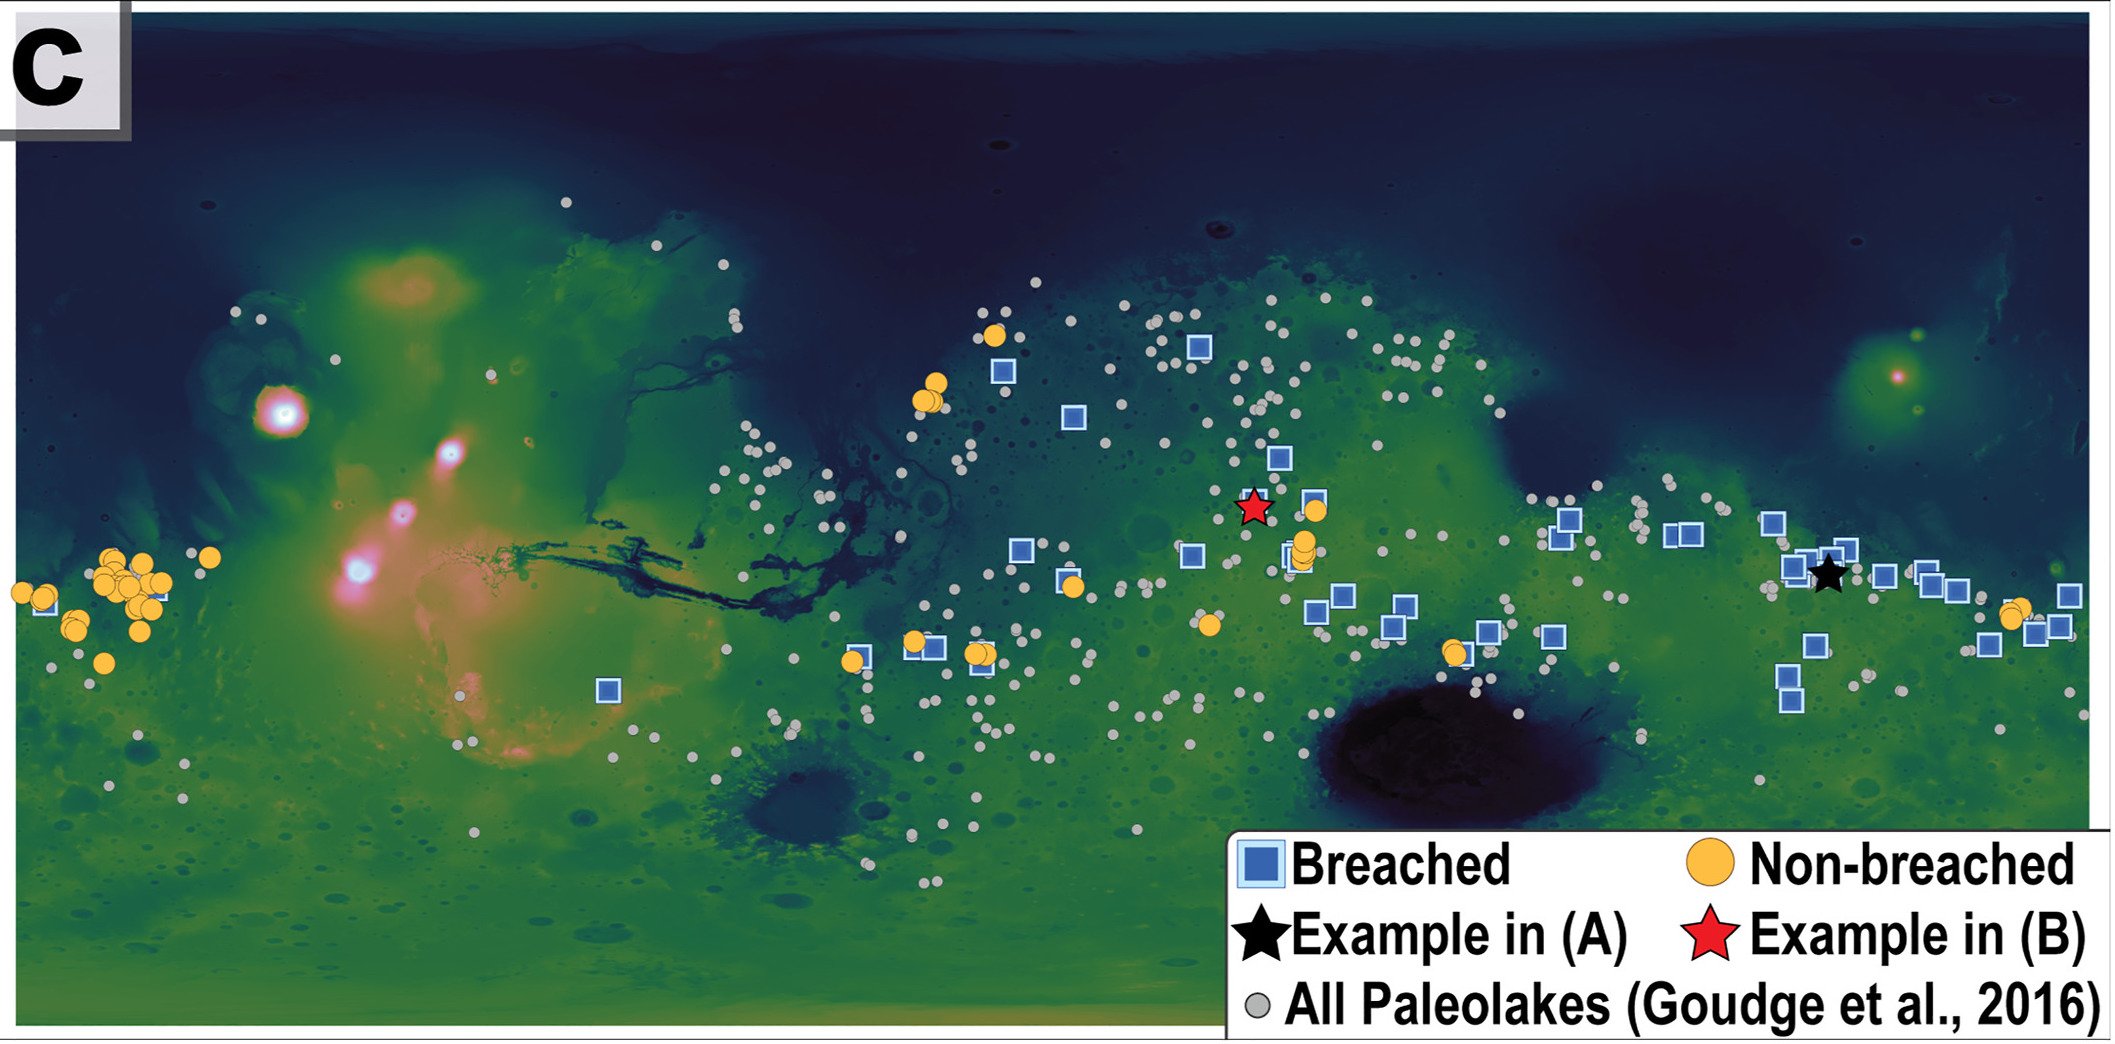 C
Breached Non-breached
Example in (A) Example in (B)
All Paleolakes (Goudge et al., 2016)